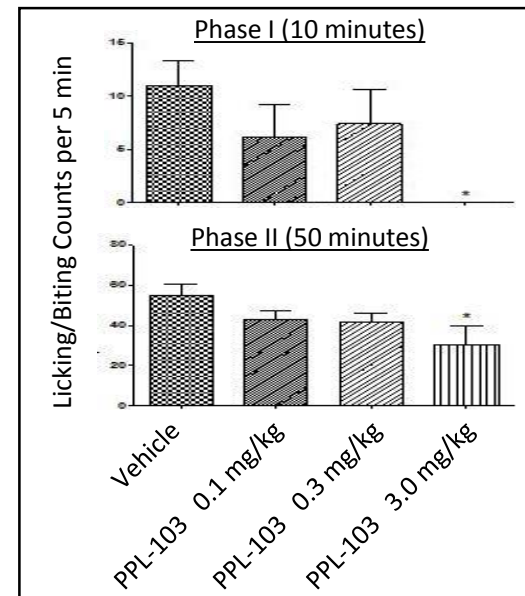 Phase I (10 minutes)
Licking/Biting Counts per 5 min
15
10
5
0
*
Phase II (50 minutes)
80
60
40
20
0
*
Vehicle
PPL-103 0.1 mg/kg
PPL-103 0.3 mg/kg
PPL-103 3.0 mg/kg